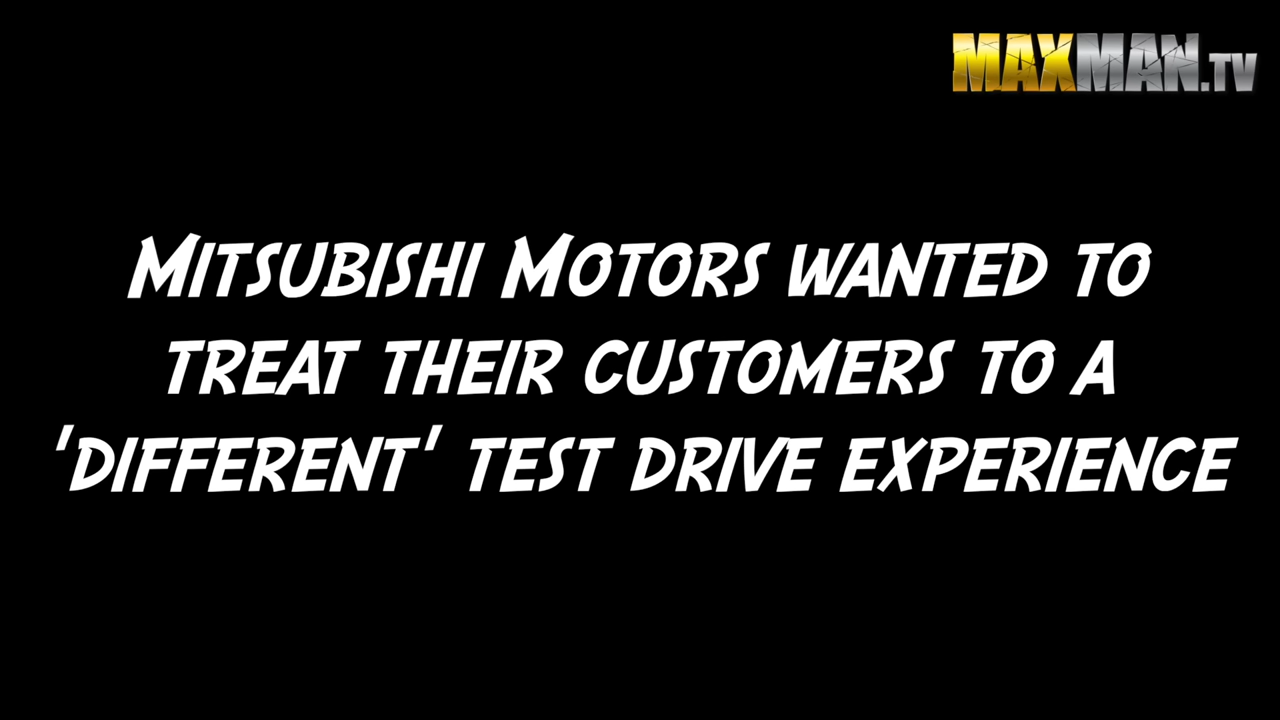 MAXMAN.TV
MITSUBISHI MOTORS WANTED TO
TREAT THEIR CUSTOMERS TO A
'DIFFERENT' TEST DRIVE EXPERIENCE